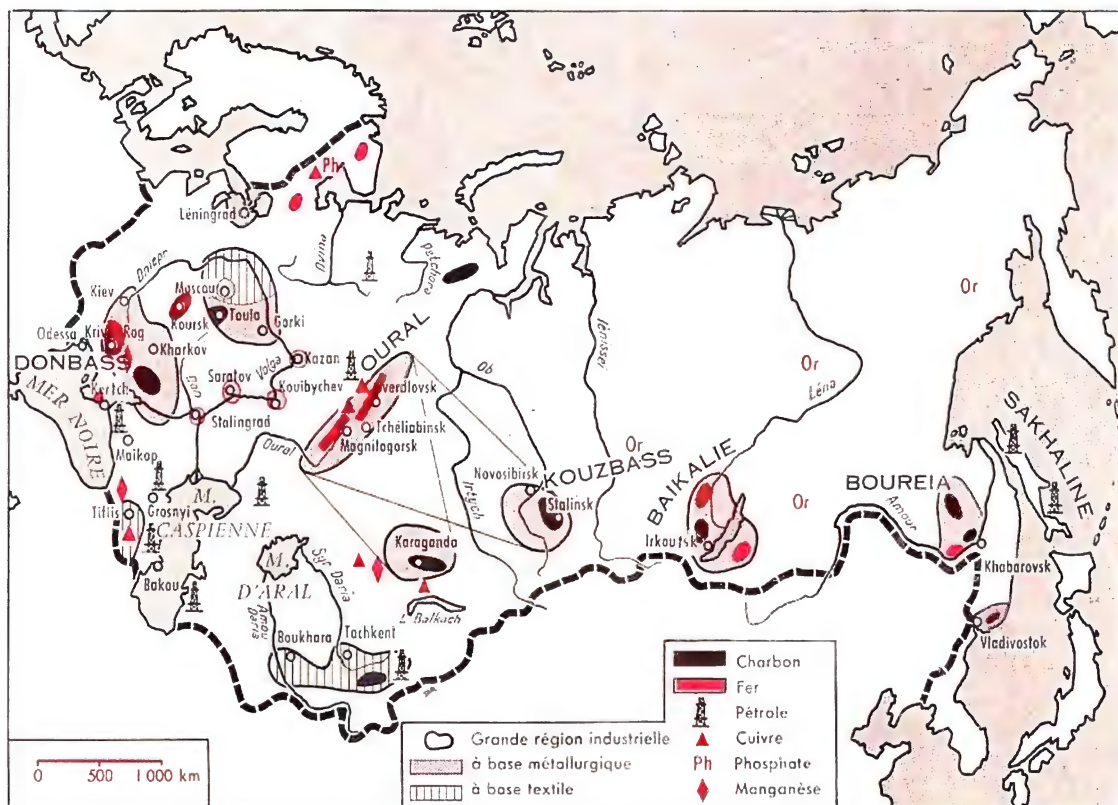 Ph
Léningrad
Dvina
Petchora
Dniepr
Kiev
Moscou
Or
Koursk
Toula
Gorki
Iénissei
Odessa
Krivoï Rog
Kharkov
OURAL
Ob
Kazan
Or
DONBASS
Volga
Léna
Don
Saratov
Kouibychev
Sverdlovsk
Kertch
MER NOIRE
Stalingrad
Tchéliabinsk
Magnitogorsk
Oural
Or
SAKHALINE
Maikop
Irtych
Novosibirsk
KOUZBASS
BAIKALIE
BOUREIA
Stalinsk
Or
Amour
Tiflis
Grosnyi
M.
CASPIENNE
Karaganda
Irkoutsk
Khabarovsk
Bakou
M.
D'ARAL
Syr Daria
Amou
Daria
L. Balkach
Boukhara
Tachkent
Vladivostok
Charbon
Fer
Pétrole
Grande région industrielle
Cuivre
à base métallurgique
Ph Phosphate
à base textile
Manganèse
0 500 1 000 km